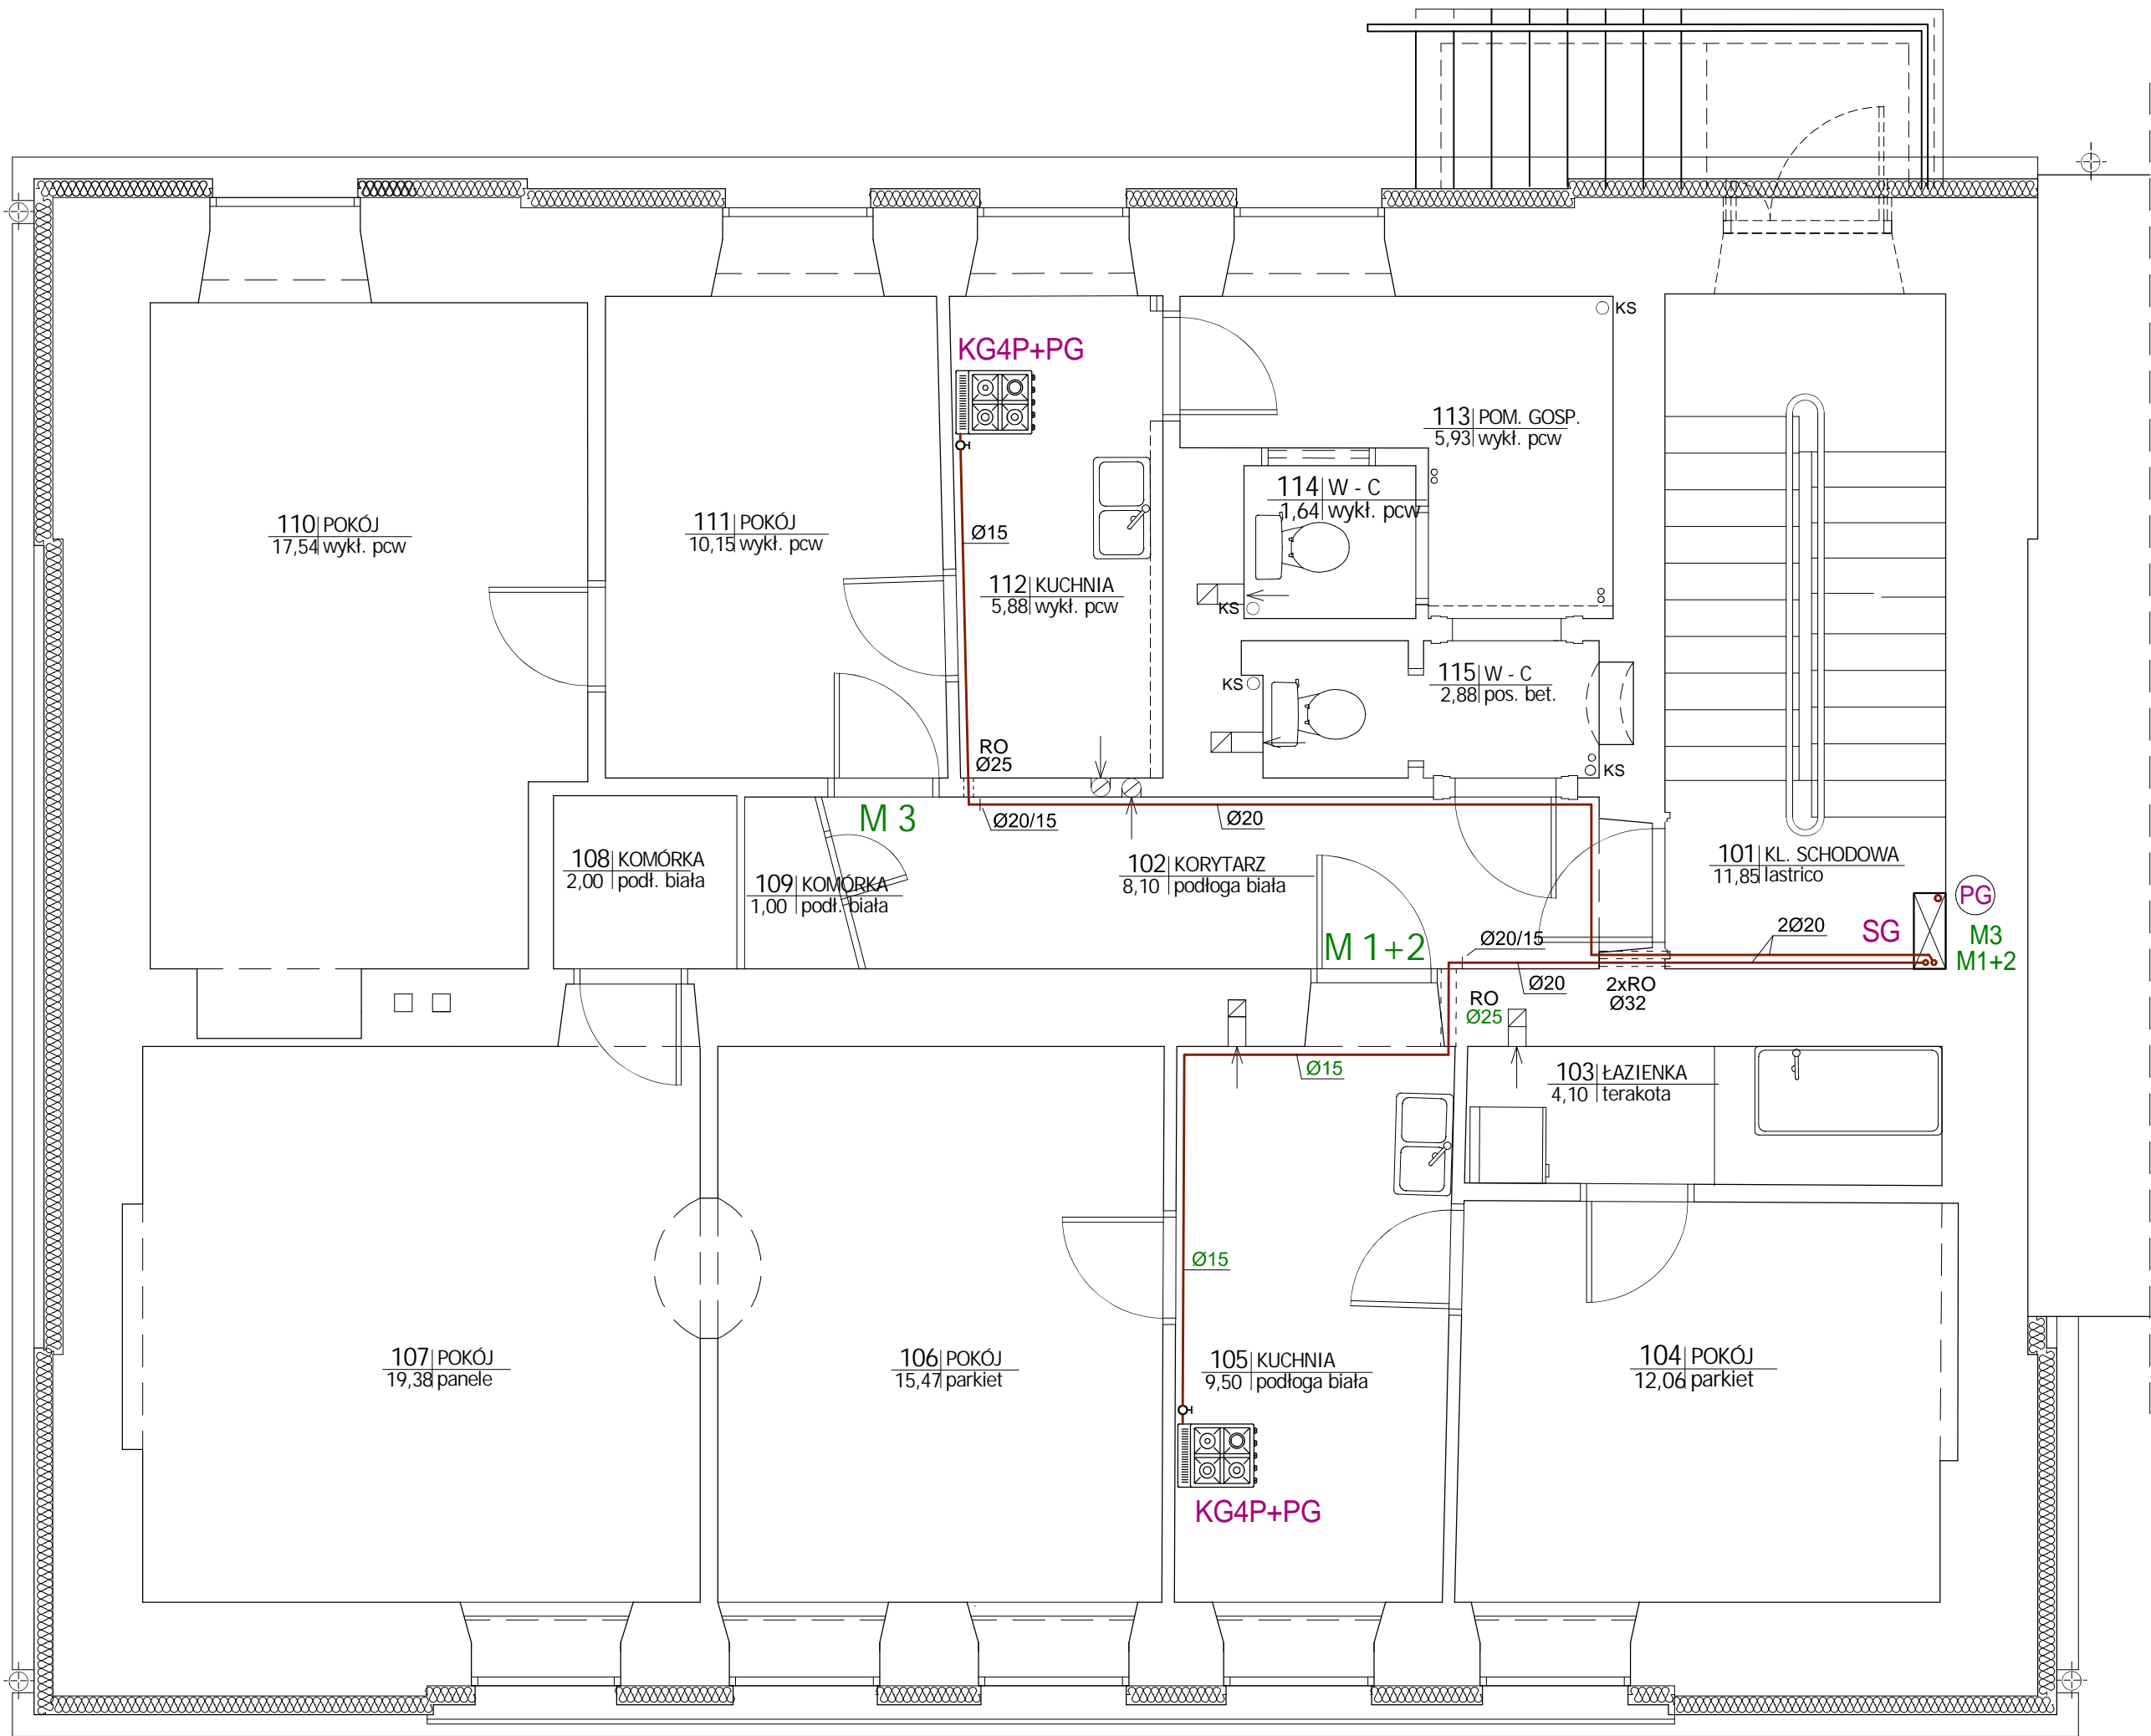 KS
KG4P+PG
113 POM. GOSP.
5,93 wykł. pcw
114 W - C
1,64 wykł. pcw
110 POKÓJ
17,54 wykł. pcw
111 POKÓJ
10,15 wykł. pcw
Ø15
112 KUCHNIA
5,88 wykł. pcw
KS
115 W - C
2,88 pos. bet.
KS
RO
Ø25
KS
M 3
Ø20/15
Ø20
108 KOMÓRKA
2,00 podł. biała
109 KOMÓRKA
1,00 podł. biała
102 KORYTARZ
8,10 podłoga biała
101 KL. SCHODOWA
11,85 lastrico
PG
SG
M3
M1+2
2Ø20
M 1+2
Ø20/15
Ø20
2xRO
Ø32
RO
Ø25
Ø15
103 ŁAZIENKA
4,10 terakota
Ø15
107 POKÓJ
19,38 panele
106 POKÓJ
15,47 parkiet
105 KUCHNIA
9,50 podłoga biała
104 POKÓJ
12,06 parkiet
KG4P+PG